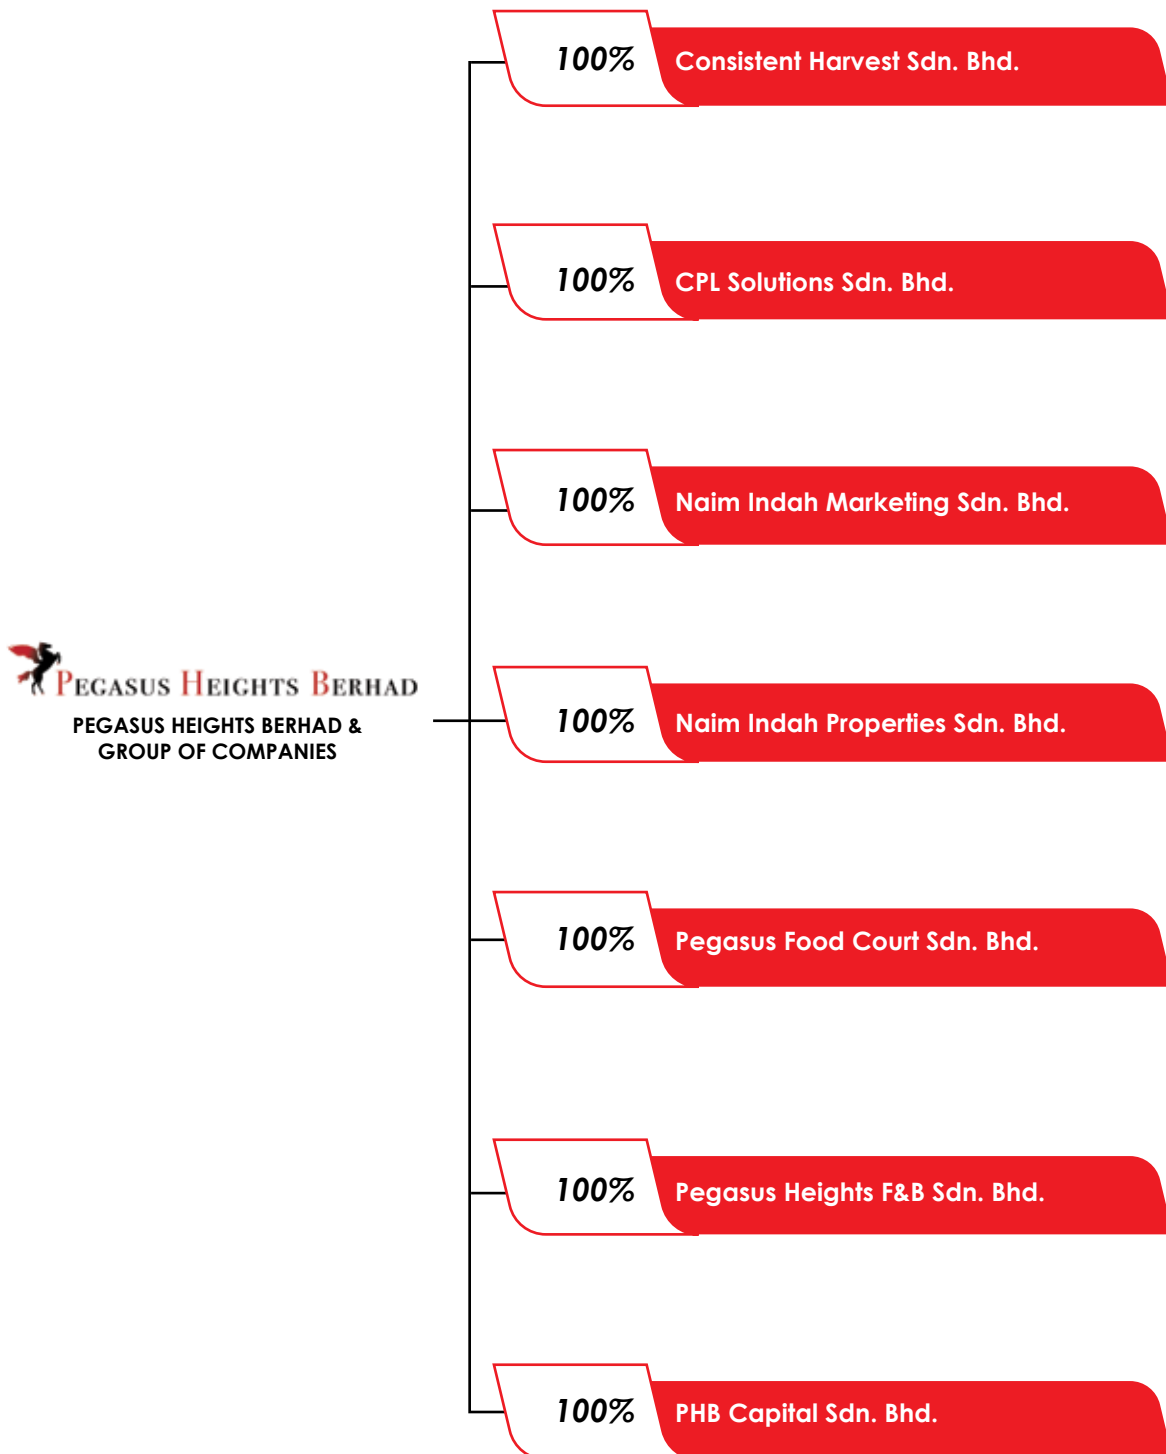 100% Consistent Harvest Sdn. Bhd.
100% CPL Solutions Sdn. Bhd.
100% Naim Indah Marketing Sdn. Bhd.
PEGASUS HEIGHTS BERHAD
PEGASUS HEIGHTS BERHAD &
GROUP OF COMPANIES
100% Naim Indah Properties Sdn. Bhd.
100% Pegasus Food Court Sdn. Bhd.
100% Pegasus Heights F&B Sdn. Bhd.
100% PHB Capital Sdn. Bhd.